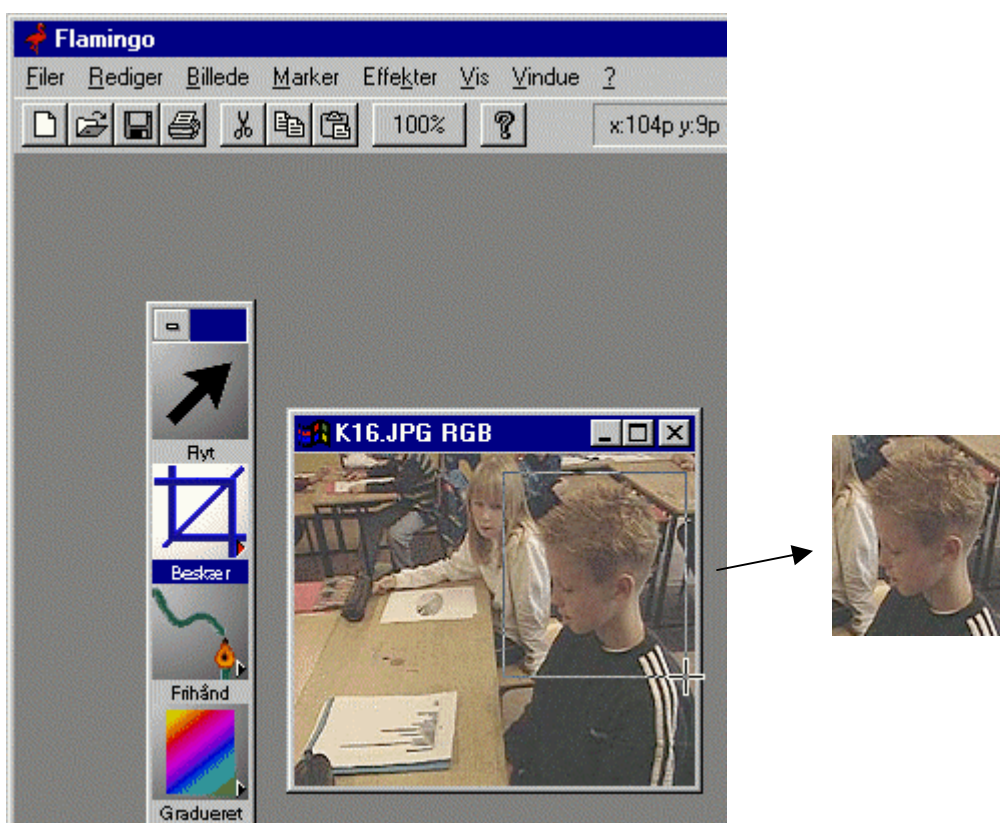 Flamingo
Filer Rediger Billede Marker Effekter Vis Vindue ?
100% x:104p y:9p
K16.JPG RGB
Flyt
Beskær
Frihånd
Gradueret